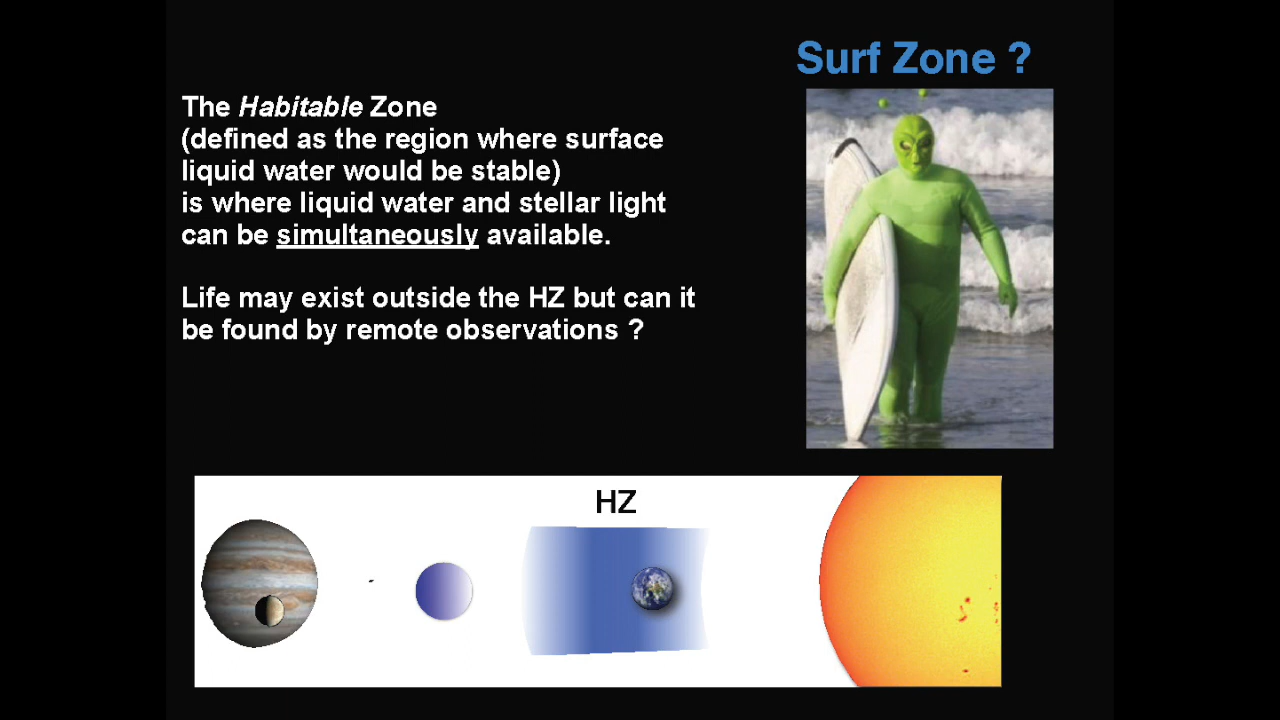 Surf Zone ?
The Habitable Zone
(defined as the region where surface
liquid water would be stable)
is where liquid water and stellar light
can be simultaneously available.
Life may exist outside the HZ but can it
be found by remote observations ?
HZ